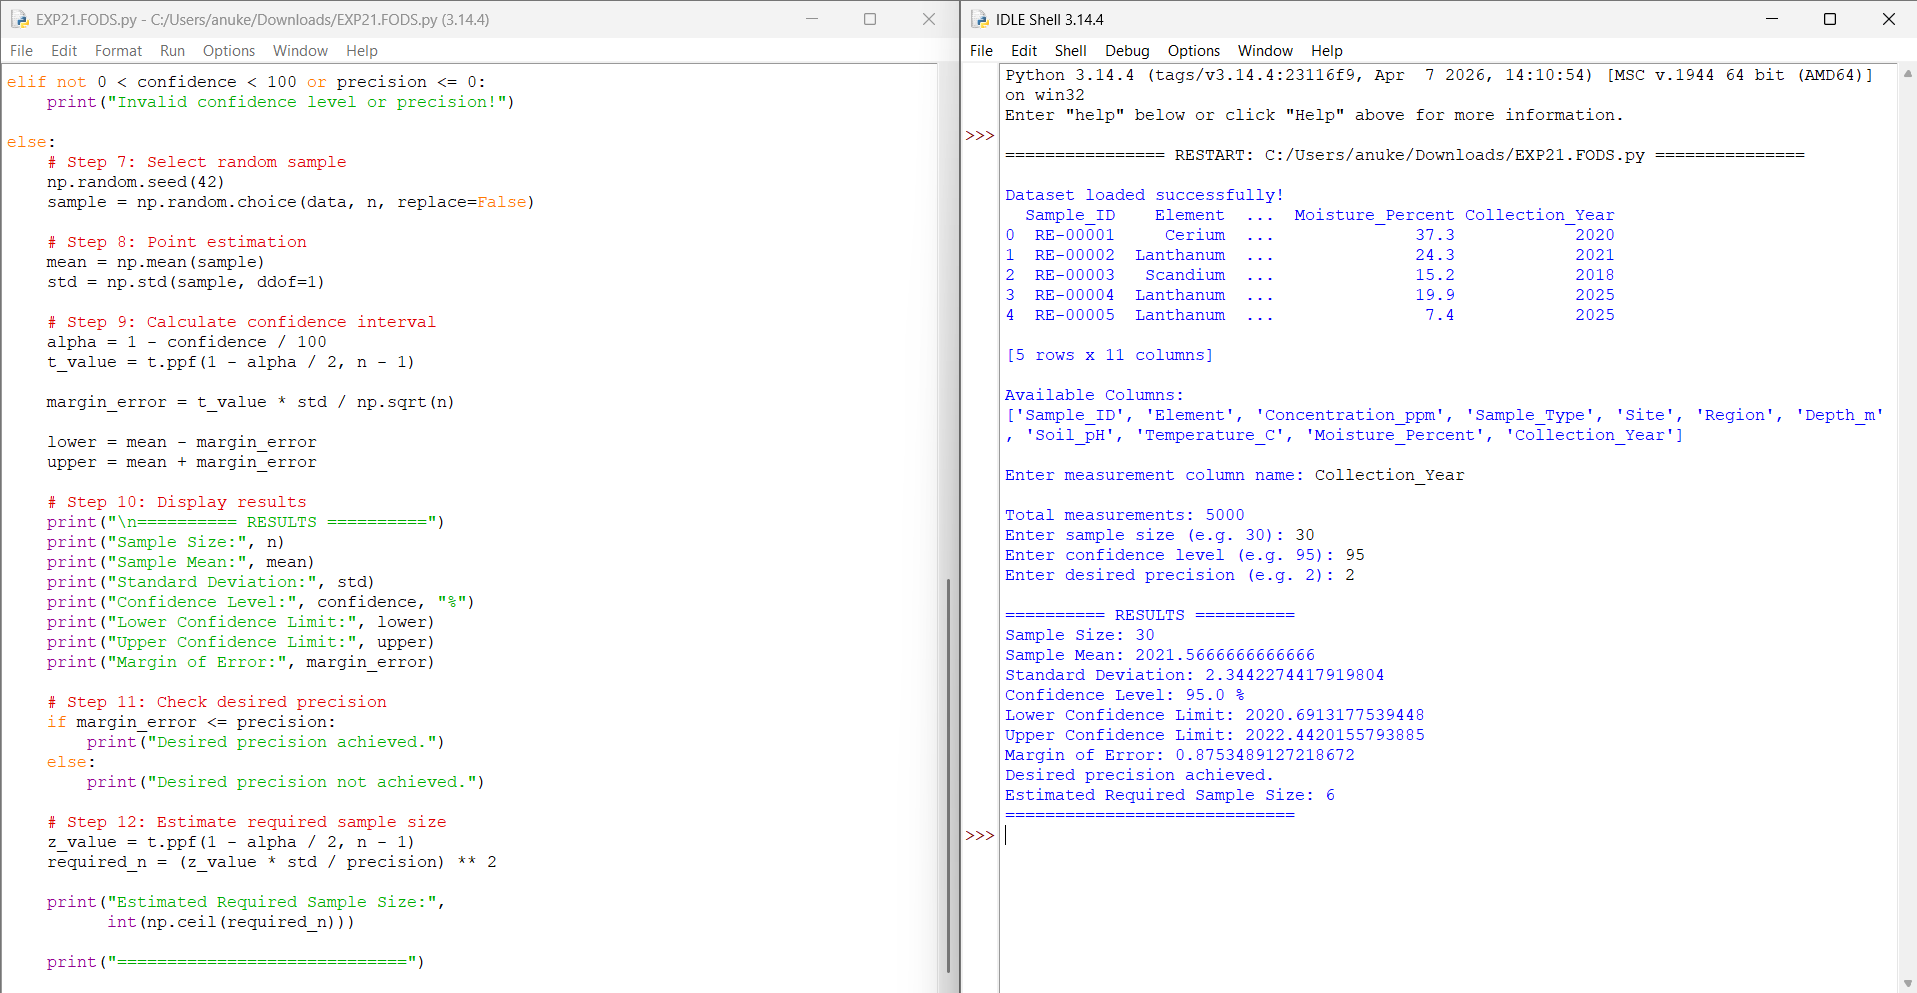 EXP21.FODS.py - C:/Users/anuke/Downloads/EXP21.FODS.py (3.14.4)
File Edit Format Run Options Window Help
elif not 0 < confidence < 100 or precision <= 0:
    print("Invalid confidence level or precision!")

else:
    # Step 7: Select random sample
    np.random.seed(42)
    sample = np.random.choice(data, n, replace=False)

    # Step 8: Point estimation
    mean = np.mean(sample)
    std = np.std(sample, ddof=1)

    # Step 9: Calculate confidence interval
    alpha = 1 - confidence / 100
    t_value = t.ppf(1 - alpha / 2, n - 1)

    margin_error = t_value * std / np.sqrt(n)

    lower = mean - margin_error
    upper = mean + margin_error

    # Step 10: Display results
    print("\n========== RESULTS ==========")
    print("Sample Size:", n)
    print("Sample Mean:", mean)
    print("Standard Deviation:", std)
    print("Confidence Level:", confidence, "%")
    print("Lower Confidence Limit:", lower)
    print("Upper Confidence Limit:", upper)
    print("Margin of Error:", margin_error)

    # Step 11: Check desired precision
    if margin_error <= precision:
        print("Desired precision achieved.")
    else:
        print("Desired precision not achieved.")

    # Step 12: Estimate required sample size
    z_value = t.ppf(1 - alpha / 2, n - 1)
    required_n = (z_value * std / precision) ** 2

    print("Estimated Required Sample Size:",
          int(np.ceil(required_n)))

    print("=============================")
IDLE Shell 3.14.4
File Edit Shell Debug Options Window Help
Python 3.14.4 (tags/v3.14.4:23116f9, Apr  7 2026, 14:10:54) [MSC v.1944 64 bit (AMD64)]
on win32
Enter "help" below or click "Help" above for more information.
>>>
================ RESTART: C:/Users/anuke/Downloads/EXP21.FODS.py ===============

Dataset loaded successfully!
  Sample_ID    Element  ...  Moisture_Percent Collection_Year
0  RE-00001     Cerium  ...              37.3            2020
1  RE-00002  Lanthanum  ...              24.3            2021
2  RE-00003   Scandium  ...              15.2            2018
3  RE-00004  Lanthanum  ...              19.9            2025
4  RE-00005  Lanthanum  ...               7.4            2025

[5 rows x 11 columns]

Available Columns:
['Sample_ID', 'Element', 'Concentration_ppm', 'Sample_Type', 'Site', 'Region', 'Depth_m'
, 'Soil_pH', 'Temperature_C', 'Moisture_Percent', 'Collection_Year']

Enter measurement column name: Collection_Year

Total measurements: 5000
Enter sample size (e.g. 30): 30
Enter confidence level (e.g. 95): 95
Enter desired precision (e.g. 2): 2

========== RESULTS ==========
Sample Size: 30
Sample Mean: 2021.5666666666666
Standard Deviation: 2.3442274417919804
Confidence Level: 95.0 %
Lower Confidence Limit: 2020.6913177539448
Upper Confidence Limit: 2022.4420155793885
Margin of Error: 0.8753489127218672
Desired precision achieved.
Estimated Required Sample Size: 6
=============================
>>>